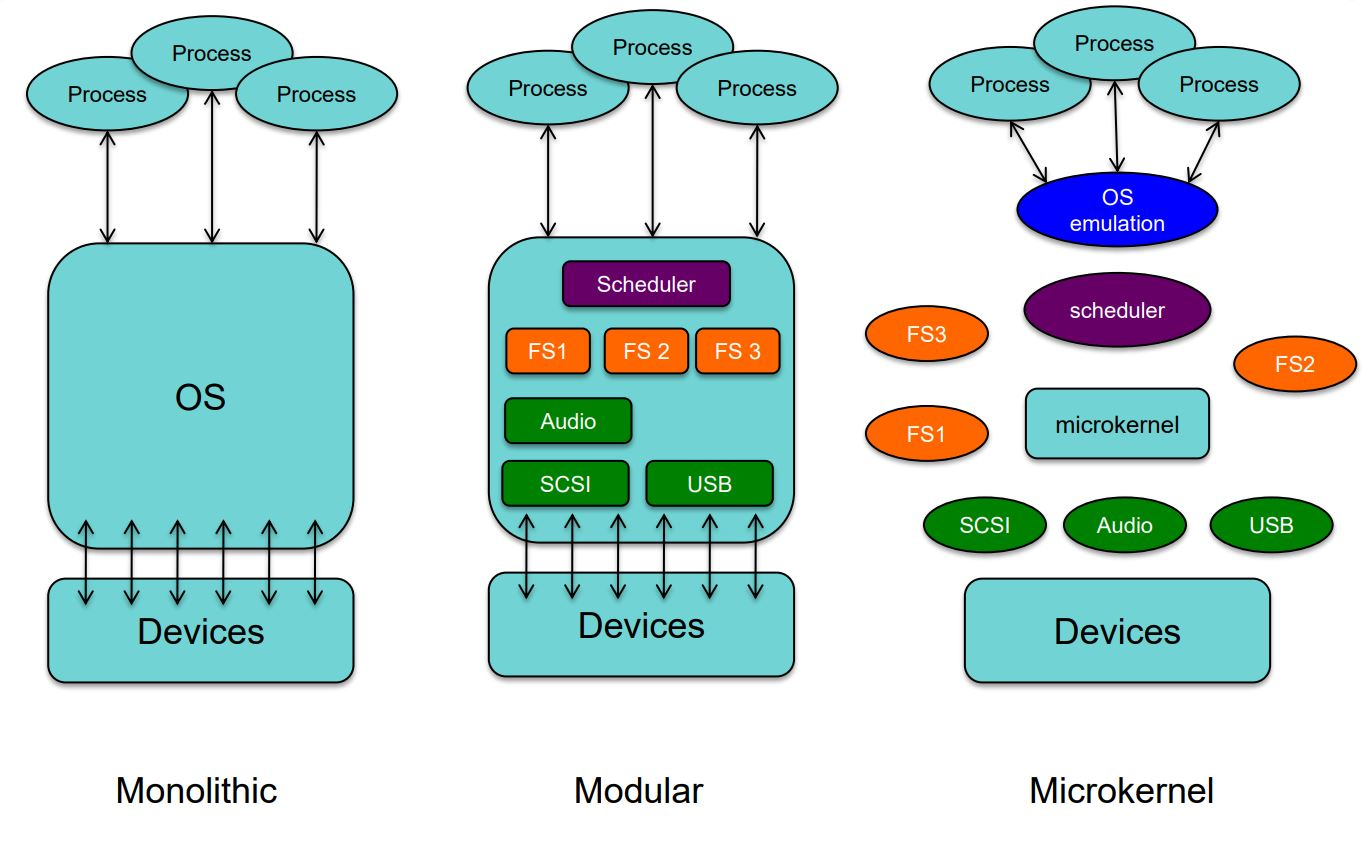 Process
Process
Process
OS
Devices
Monolithic
Process
Process
Process
Scheduler
FS1
FS 2
FS 3
Audio
SCSI
USB
Devices
Modular
Process
Process
Process
OS
emulation
scheduler
FS3
FS2
microkernel
FS1
SCSI
Audio
USB
Devices
Microkernel